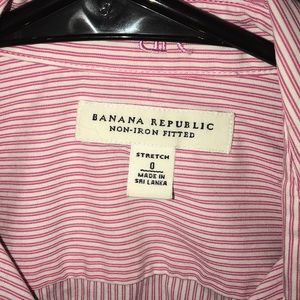 BANANA REPUBLIC
NON-IRON FITTED
STRETCH
0
MADE IN
SRI LANKA